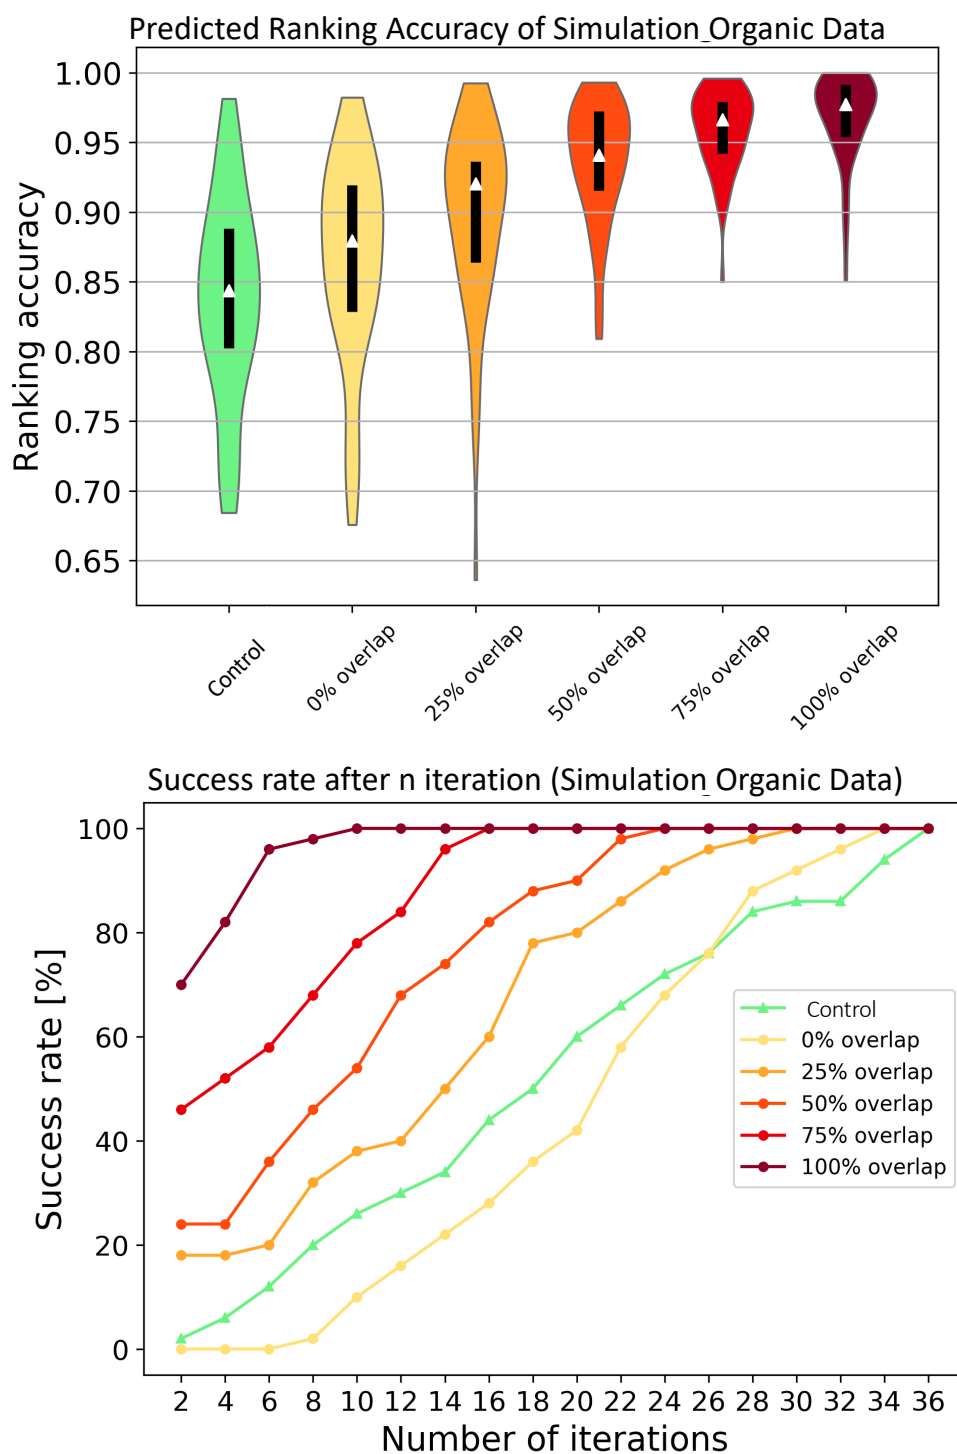 Predicted Ranking Accuracy of Simulation_Organic Data
Ranking accuracy
1.00
0.95
0.90
0.85
0.80
0.75
0.70
0.65
Control
0% overlap
25% overlap
50% overlap
75% overlap
100% overlap
Success rate after n iteration (Simulation_Organic Data)
Success rate [%]
100
80
60
40
20
0
Control
0% overlap
25% overlap
50% overlap
75% overlap
100% overlap
2 4 6 8 10 12 14 16 18 20 22 24 26 28 30 32 34 36
Number of iterations